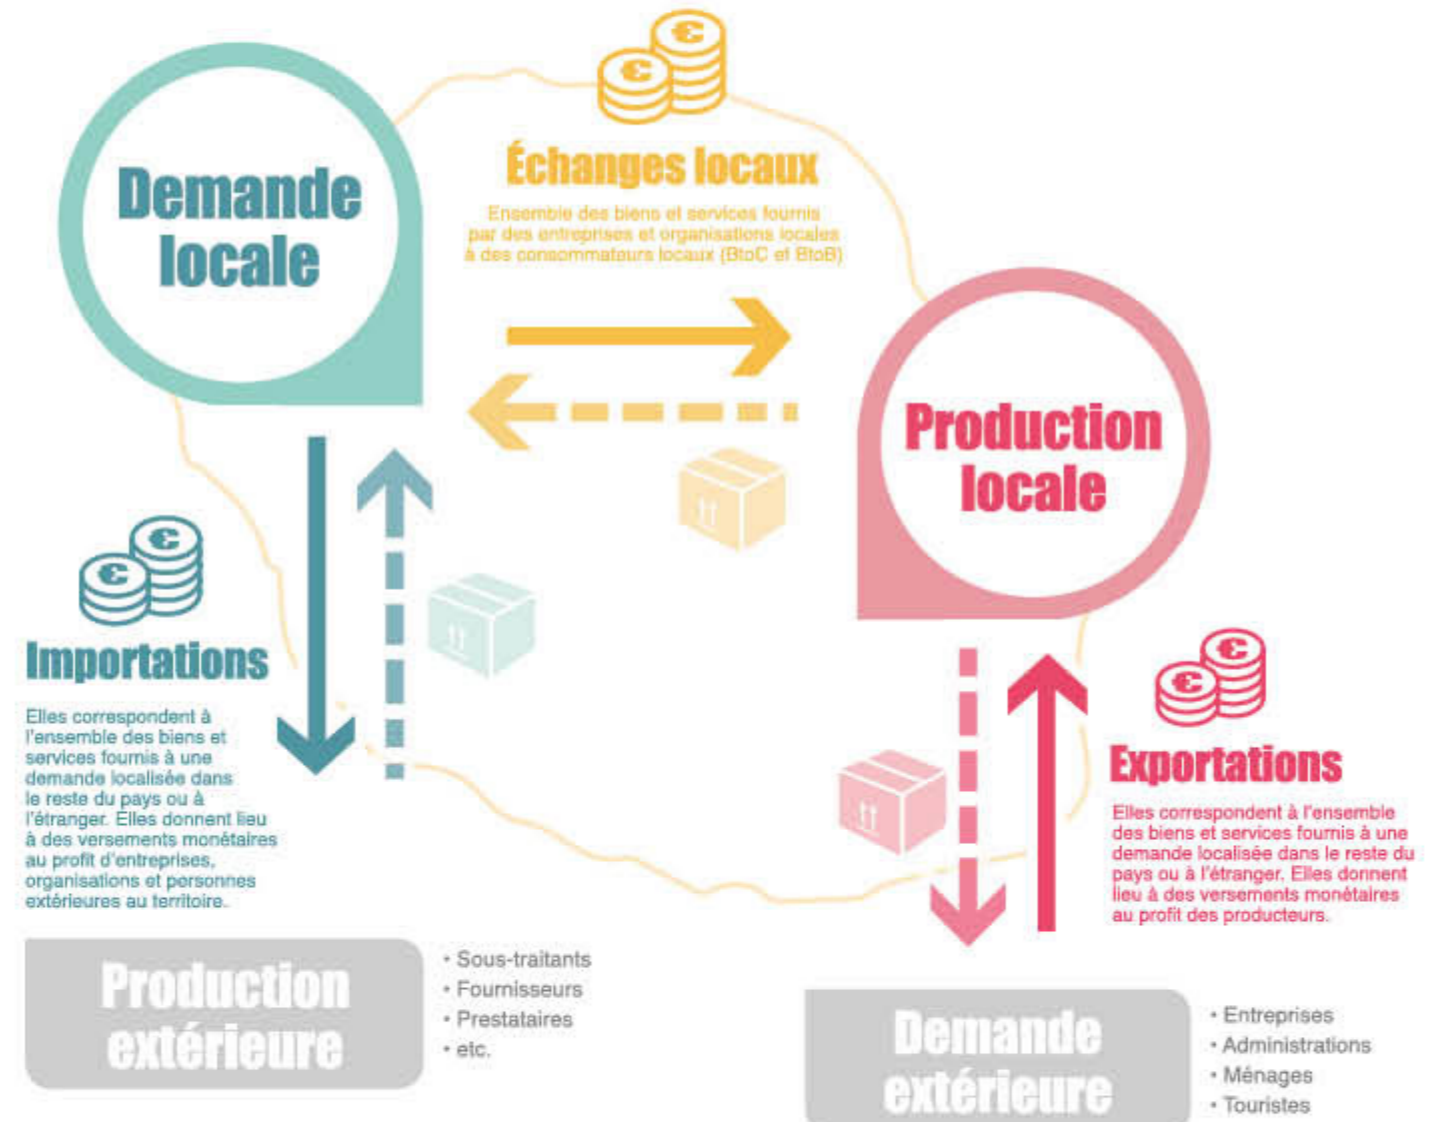 Demande
locale
Échanges locaux
Ensemble des biens et services fournis
par des entreprises et organisations locales
à des consommateurs locaux (BtoC et BtoB)
Production
locale
Importations
Elles correspondent à
l'ensemble des biens et
services fournis à une
demande localisée dans
le reste du pays ou à
l'étranger. Elles donnent lieu
à des versements monétaires
au profit d'entreprises,
organisations et personnes
extérieures au territoire.
Exportations
Elles correspondent à l'ensemble
des biens et services fournis à une
demande localisée dans le reste du
pays ou à l'étranger. Elles donnent
lieu à des versements monétaires
au profit des producteurs.
Production
extérieure
• Sous-traitants
• Fournisseurs
• Prestataires
• etc.
Demande
extérieure
• Entreprises
• Administrations
• Ménages
• Touristes